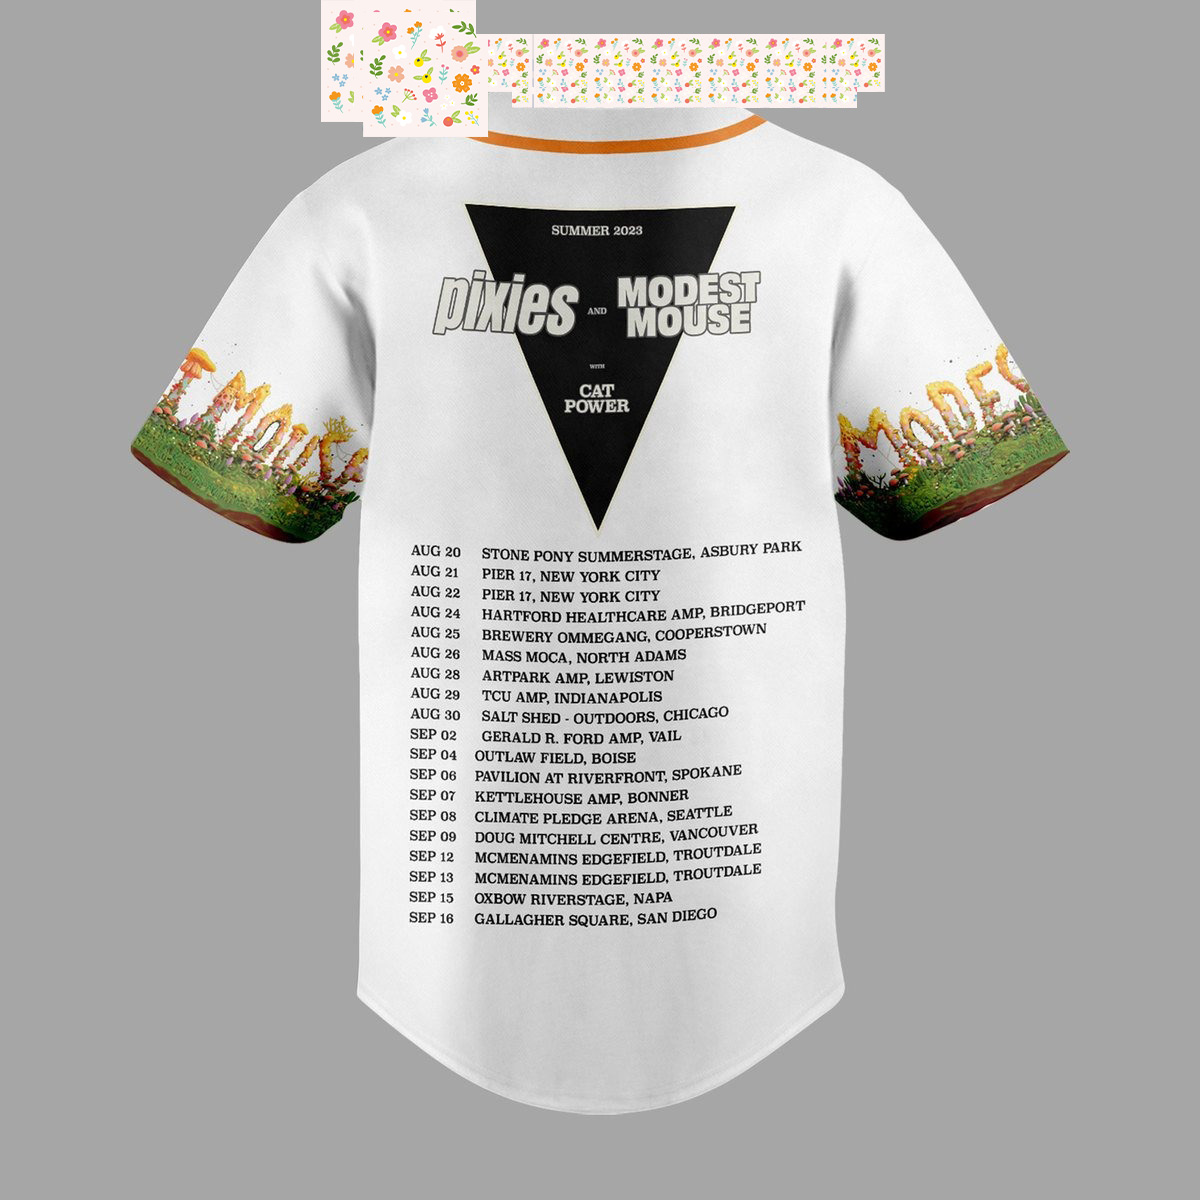 SUMMER 2023
pixies AND MODEST MOUSE
WITH
CAT
POWER
AUG 20 STONE PONY SUMMERSTAGE, ASBURY PARK
AUG 21 PIER 17, NEW YORK CITY
AUG 22 PIER 17, NEW YORK CITY
AUG 24 HARTFORD HEALTHCARE AMP, BRIDGEPORT
AUG 25 BREWERY OMMEGANG, COOPERSTOWN
AUG 26 MASS MOCA, NORTH ADAMS
AUG 28 ARTPARK AMP, LEWISTON
AUG 29 TCU AMP, INDIANAPOLIS
AUG 30 SALT SHED - OUTDOORS, CHICAGO
SEP 02 GERALD R. FORD AMP, VAIL
SEP 04 OUTLAW FIELD, BOISE
SEP 06 PAVILION AT RIVERFRONT, SPOKANE
SEP 07 KETTLEHOUSE AMP, BONNER
SEP 08 CLIMATE PLEDGE ARENA, SEATTLE
SEP 09 DOUG MITCHELL CENTRE, VANCOUVER
SEP 12 MCMENAMINS EDGEFIELD, TROUTDALE
SEP 13 MCMENAMINS EDGEFIELD, TROUTDALE
SEP 15 OXBOW RIVERSTAGE, NAPA
SEP 16 GALLAGHER SQUARE, SAN DIEGO
T MOUS
MODES